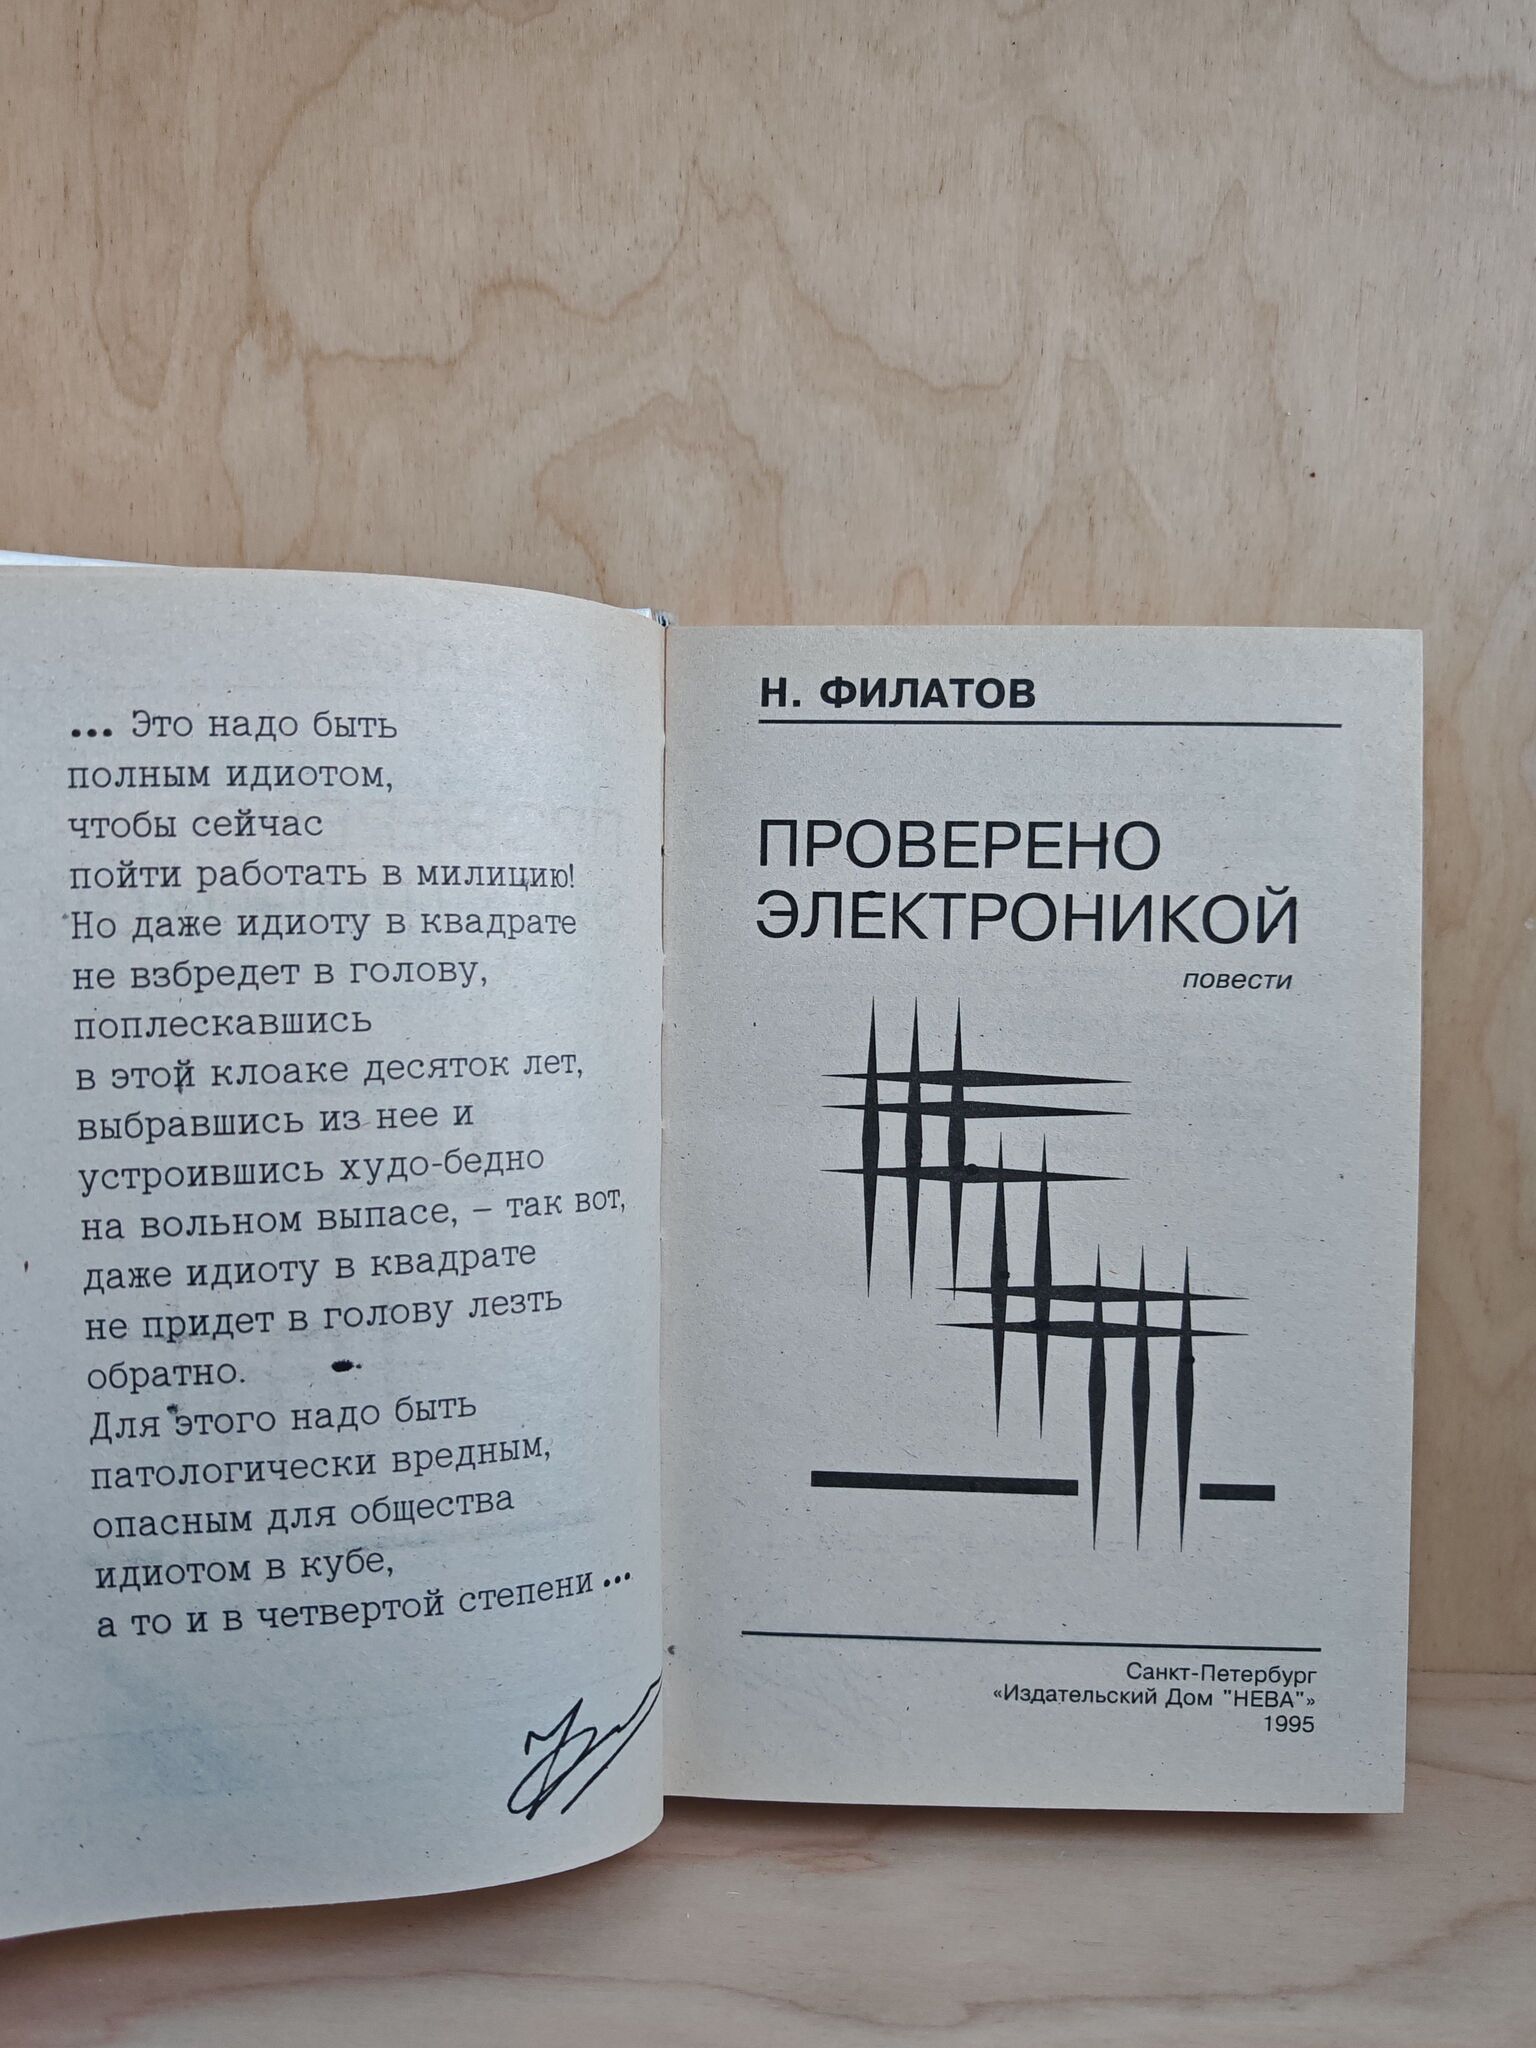 ... Это надо быть
полным идиотом,
чтобы сейчас
пойти работать в милицию!
Но даже идиоту в квадрате
не взбредет в голову,
поплескавшись
в этой клоаке десяток лет,
выбравшись из нее и
устроившись худо-бедно
на вольном выпасе, – так вот,
даже идиоту в квадрате
не придет в голову лезть
обратно.
Для этого надо быть
патологически вредным,
опасным для общества
идиотом в кубе,
а то и в четвертой степени ...
Н. ФИЛАТОВ
ПРОВЕРЕНО
ЭЛЕКТРОНИКОЙ
повести
Санкт-Петербург
«Издательский Дом "НЕВА"»
1995